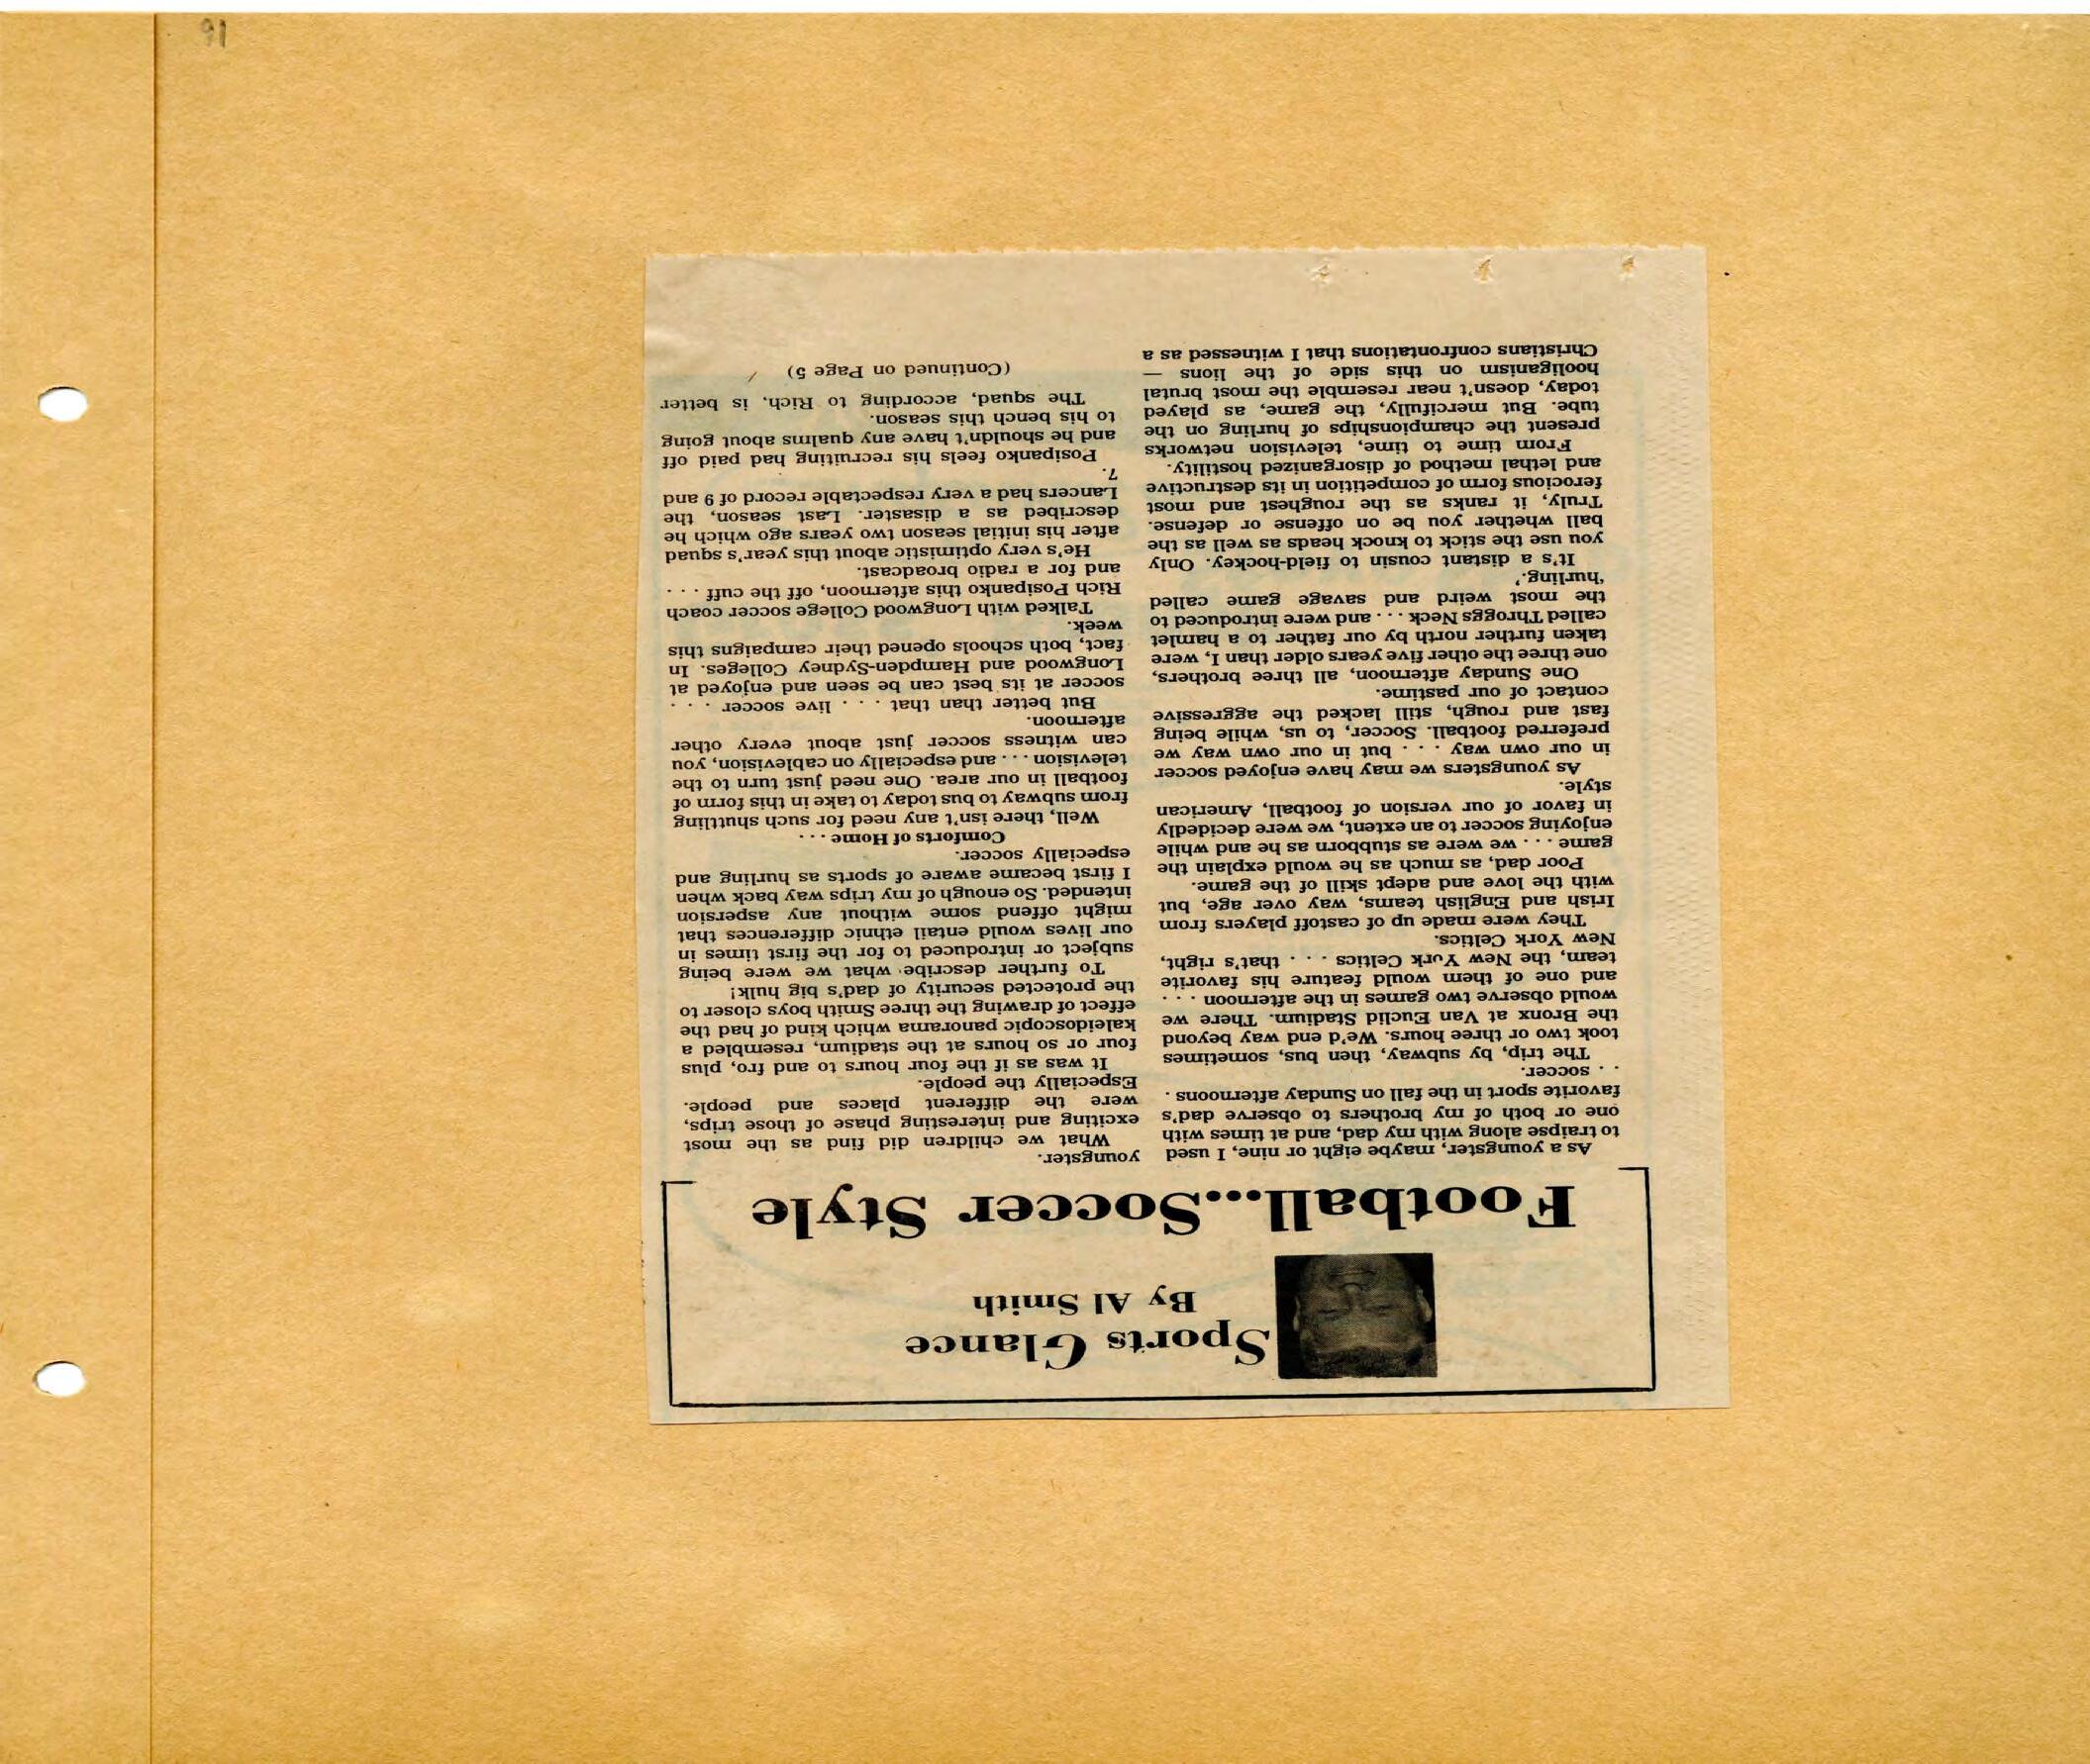 Sports Glance
By Al Smith
Football...Soccer Style
As a youngster, maybe eight or nine, I used
to traipse along with my dad, and at times with
one or both of my brothers to observe dad's
favorite sport in the fall on Sunday afternoons .
. . soccer.
The trip, by subway, then bus, sometimes
took two or three hours. We'd end way beyond
the Bronx at Van Euclid Stadium. There we
would observe two games in the afternoon . . .
and one of them would feature his favorite
team, the New York Celtics . . . that's right,
New York Celtics.
They were made up of castoff players from
Irish and English teams, way over age, but
with the love and adept skill of the game.
Poor dad, as much as he would explain the
game . . . we were as stubborn as he and while
enjoying soccer to an extent, we were decidedly
in favor of our version of football, American
style.
As youngsters we may have enjoyed soccer
in our own way . . . but in our own way we
preferred football. Soccer, to us, while being
fast and rough, still lacked the aggressive
contact of our pastime.
One Sunday afternoon, all three brothers,
one three the other five years older than I, were
taken further north by our father to a hamlet
called Throggs Neck . . . and were introduced to
the most weird and savage game called
'hurling.'
It's a distant cousin to field-hockey. Only
you use the stick to knock heads as well as the
ball whether you be on offense or defense.
Truly, it ranks as the roughest and most
ferocious form of competition in its destructive
and lethal method of disorganized hostility.
From time to time, television networks
present the championships of hurling on the
tube. But mercifully, the game, as played
today, doesn't near resemble the most brutal
hooliganism on this side of the lions —
Christians confrontations that I witnessed as a
youngster.
What we children did find as the most
exciting and interesting phase of those trips,
were the different places and people.
Especially the people.
It was as if the four hours to and fro, plus
four or so hours at the stadium, resembled a
kaleidoscopic panorama which kind of had the
effect of drawing the three Smith boys closer to
the protected security of dad's big hulk!
To further describe what we were being
subject or introduced to for the first times in
our lives would entail ethnic differences that
might offend some without any aspersion
intended. So enough of my trips way back when
I first became aware of sports as hurling and
especially soccer.
Comforts of Home . . .
Well, there isn't any need for such shuttling
from subway to bus today to take in this form of
football in our area. One need just turn to the
television . . . and especially on cablevision, you
can witness soccer just about every other
afternoon.
But better than that . . . live soccer . . .
soccer at its best can be seen and enjoyed at
Longwood and Hampden-Sydney Colleges. In
fact, both schools opened their campaigns this
week.
Talked with Longwood College soccer coach
Rich Posipanko this afternoon, off the cuff . . .
and for a radio broadcast.
He's very optimistic about this year's squad
after his initial season two years ago which he
described as a disaster. Last season, the
Lancers had a very respectable record of 9 and
7.
Posipanko feels his recruiting had paid off
and he shouldn't have any qualms about going
to his bench this season.
The squad, according to Rich, is better
(Continued on Page 5)